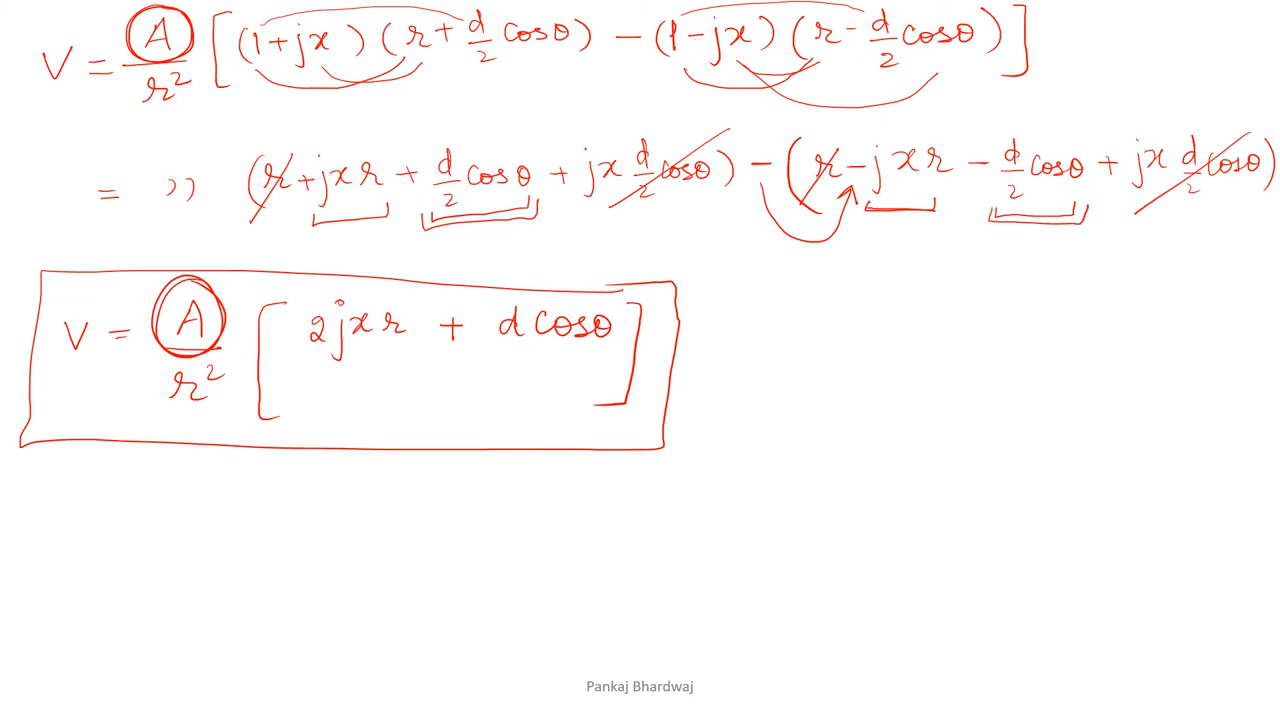 V = A/r² [ (1+jx) (r + d/2 cosθ) − (1−jx) (r − d/2 cosθ) ]
= ,, (r + jxr + d/2 cosθ + jx d/2 cosθ) − (r − jxr − d/2 cosθ + jx d/2 cosθ)
V = A/r² [ 2jxr + d cosθ ]
Pankaj Bhardwaj